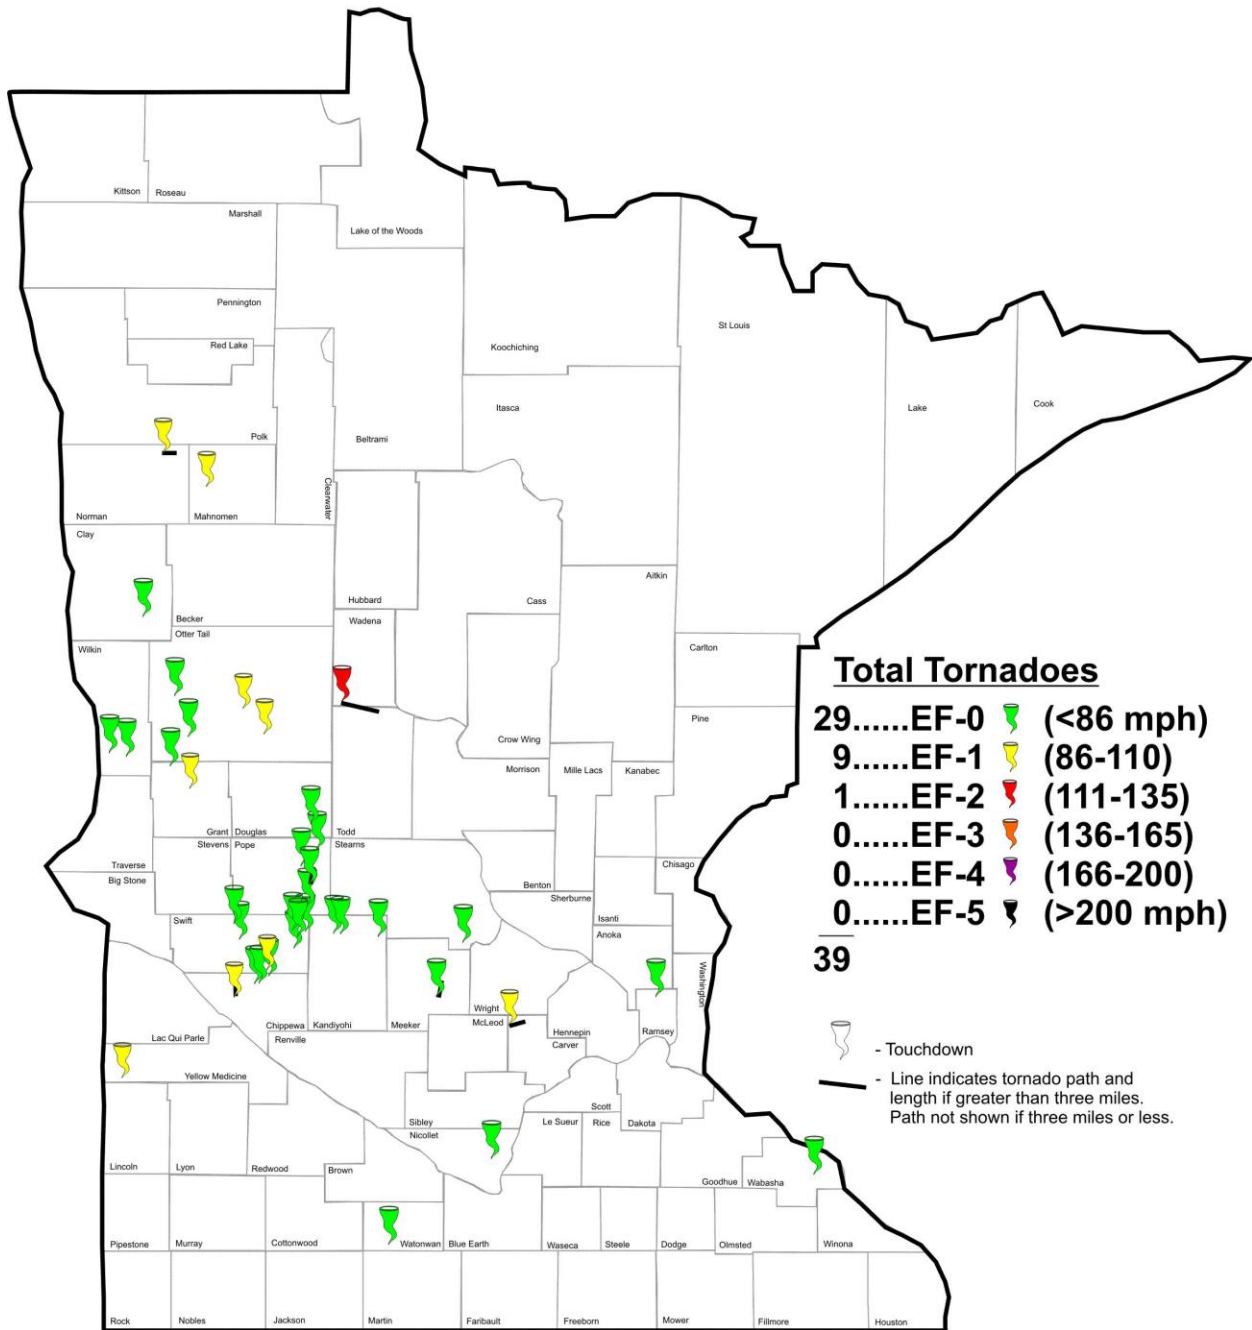 Kittson
Roseau
Marshall
Lake of the Woods
Pennington
Red Lake
Koochiching
St Louis
Itasca
Lake
Cook
Polk
Beltrami
Clearwater
Norman
Mahnomen
Clay
Hubbard
Cass
Aitkin
Becker
Otter Tail
Wadena
Wilkin
Carlton
Pine
Crow Wing
Morrison
Mille Lacs
Kanabec
Grant
Douglas
Todd
Stevens
Pope
Stearns
Traverse
Big Stone
Benton
Sherburne
Chisago
Swift
Isanti
Anoka
Washington
Wright
McLeod
Hennepin
Carver
Ramsey
Chippewa
Kandiyohi
Meeker
Renville
Lac Qui Parle
Yellow Medicine
Scott
Sibley
Nicollet
Le Sueur
Rice
Dakota
Lincoln
Lyon
Redwood
Brown
Goodhue
Wabasha
Pipestone
Murray
Cottonwood
Watonwan
Blue Earth
Waseca
Steele
Dodge
Olmsted
Winona
Rock
Nobles
Jackson
Martin
Faribault
Freeborn
Mower
Fillmore
Houston
Total Tornadoes
29......EF-0 (<86 mph)
9......EF-1 (86-110)
1......EF-2 (111-135)
0......EF-3 (136-165)
0......EF-4 (166-200)
0......EF-5 (>200 mph)
39
- Touchdown
- Line indicates tornado path and
length if greater than three miles.
Path not shown if three miles or less.